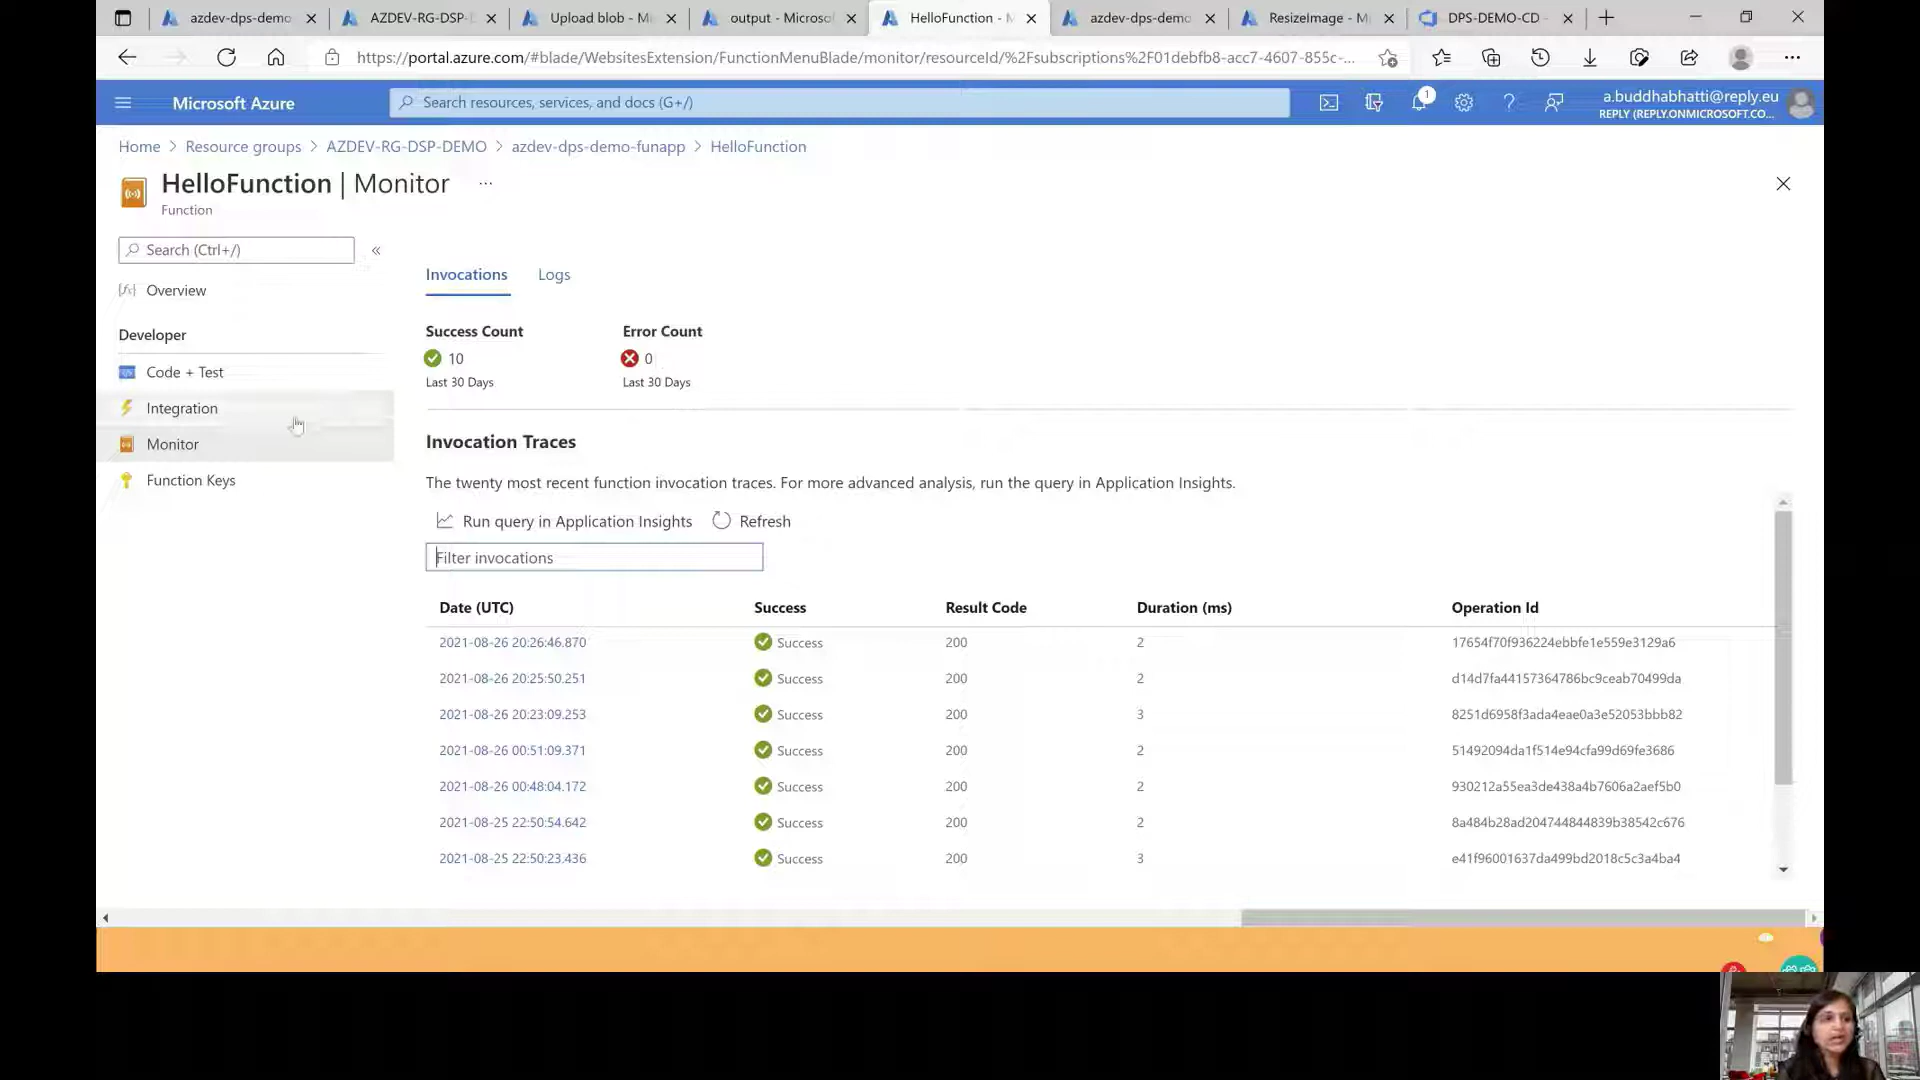 azdev-dps-demo
AZDEV-RG-DSP-D
Upload blob - Mi
output - Microsof
HelloFunction - M
azdev-dps-demo
ResizeImage - Mi
DPS-DEMO-CD -
https://portal.azure.com/#blade/WebsitesExtension/FunctionMenuBlade/monitor/resourceId/%2Fsubscriptions%2F01debfb8-acc7-4607-855c-...
Microsoft Azure
Search resources, services, and docs (G+/)
1
a.buddhabhatti@reply.eu
REPLY (REPLY.ONMICROSOFT.CO...
Home > Resource groups > AZDEV-RG-DSP-DEMO > azdev-dps-demo-funapp > HelloFunction
HelloFunction | Monitor ...
Function
Search (Ctrl+/)
«
Overview
Developer
Code + Test
Integration
Monitor
Function Keys
Invocations Logs
Success Count Error Count
10 0
Last 30 Days Last 30 Days
Invocation Traces
The twenty most recent function invocation traces. For more advanced analysis, run the query in Application Insights.
Run query in Application Insights Refresh
Filter invocations
Date (UTC) Success Result Code Duration (ms) Operation Id
2021-08-26 20:26:46.870 Success 200 2 17654f70f936224ebbfe1e559e3129a6
2021-08-26 20:25:50.251 Success 200 2 d14d7fa44157364786bc9ceab70499da
2021-08-26 20:23:09.253 Success 200 3 8251d6958f3ada4eae0a3e52053bbb82
2021-08-26 00:51:09.371 Success 200 2 51492094da1f514e94cfa99d69fe3686
2021-08-26 00:48:04.172 Success 200 2 930212a55ea3de438a4b7606a2aef5b0
2021-08-25 22:50:54.642 Success 200 2 8a484b28ad204744844839b38542c676
2021-08-25 22:50:23.436 Success 200 3 e41f96001637da499bd2018c5c3a4ba4